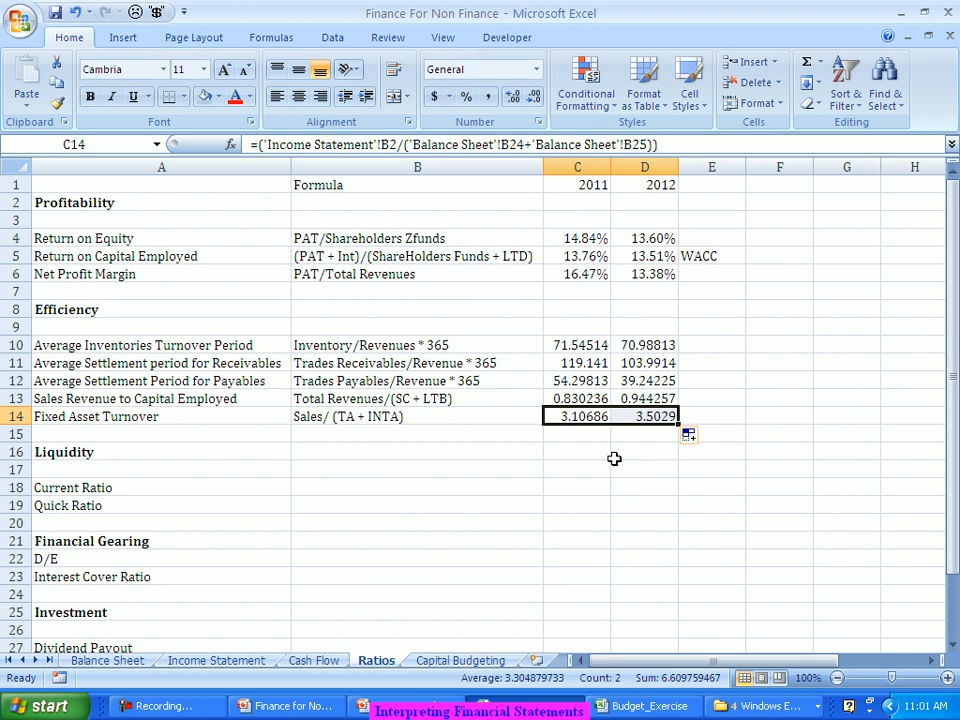 Finance For Non Finance - Microsoft Excel
Home Insert Page Layout Formulas Data Review View Developer
Paste Cambria 11 General Conditional Formatting Format as Table Cell Styles Insert Delete Format Sort & Filter Find & Select
Clipboard Font Alignment Number Styles Cells Editing
C14 fx =('Income Statement'!B2/('Balance Sheet'!B24+'Balance Sheet'!B25))
A B C D E F G H
1 Formula 2011 2012
2 Profitability
3
4 Return on Equity PAT/Shareholders Zfunds 14.84% 13.60%
5 Return on Capital Employed (PAT + Int)/(ShareHolders Funds + LTD) 13.76% 13.51% WACC
6 Net Profit Margin PAT/Total Revenues 16.47% 13.38%
7
8 Efficiency
9
10 Average Inventories Turnover Period Inventory/Revenues * 365 71.54514 70.98813
11 Average Settlement period for Receivables Trades Receivables/Revenue * 365 119.141 103.9914
12 Average Settlement Period for Payables Trades Payables/Revenue * 365 54.29813 39.24225
13 Sales Revenue to Capital Employed Total Revenues/(SC + LTB) 0.830236 0.944257
14 Fixed Asset Turnover Sales/ (TA + INTA) 3.10686 3.5029
15
16 Liquidity
17
18 Current Ratio
19 Quick Ratio
20
21 Financial Gearing
22 D/E
23 Interest Cover Ratio
24
25 Investment
26
27 Dividend Payout
Balance Sheet Income Statement Cash Flow Ratios Capital Budgeting
Ready Average: 3.304879733 Count: 2 Sum: 6.609759467 100%
start Recording... Finance for No... Budget_Exercise 4 Windows E... 11:01 AM
Interpreting Financial Statements